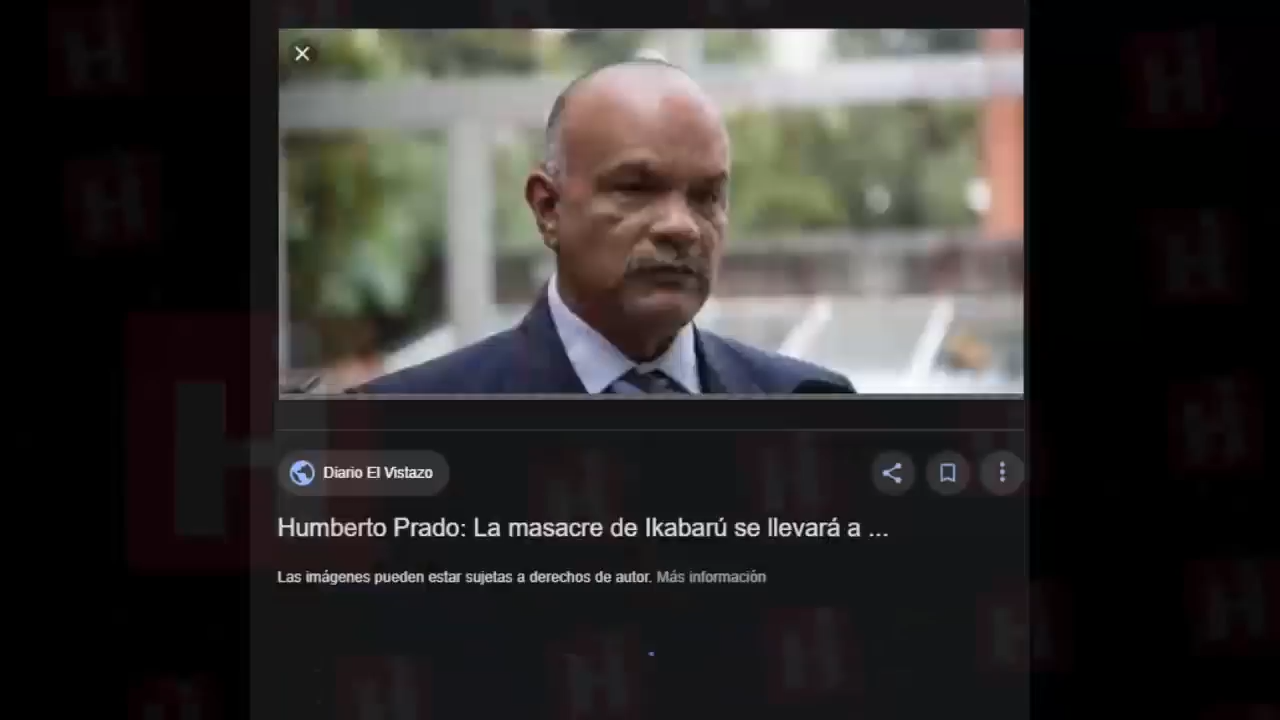 Diario El Vistazo
Humberto Prado: La masacre de Ikabarú se llevará a ...
Las imágenes pueden estar sujetas a derechos de autor. Más información